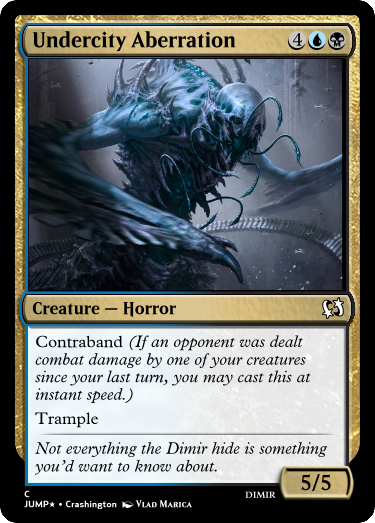 Undercity Aberration 4
Creature — Horror
Contraband (If an opponent was dealt
combat damage by one of your creatures
since your last turn, you may cast this at
instant speed.)
Trample
Not everything the Dimir hide is something
you'd want to know about.
5/5
C
DIMIR
JUMP★ • Crashington Vlad Marica